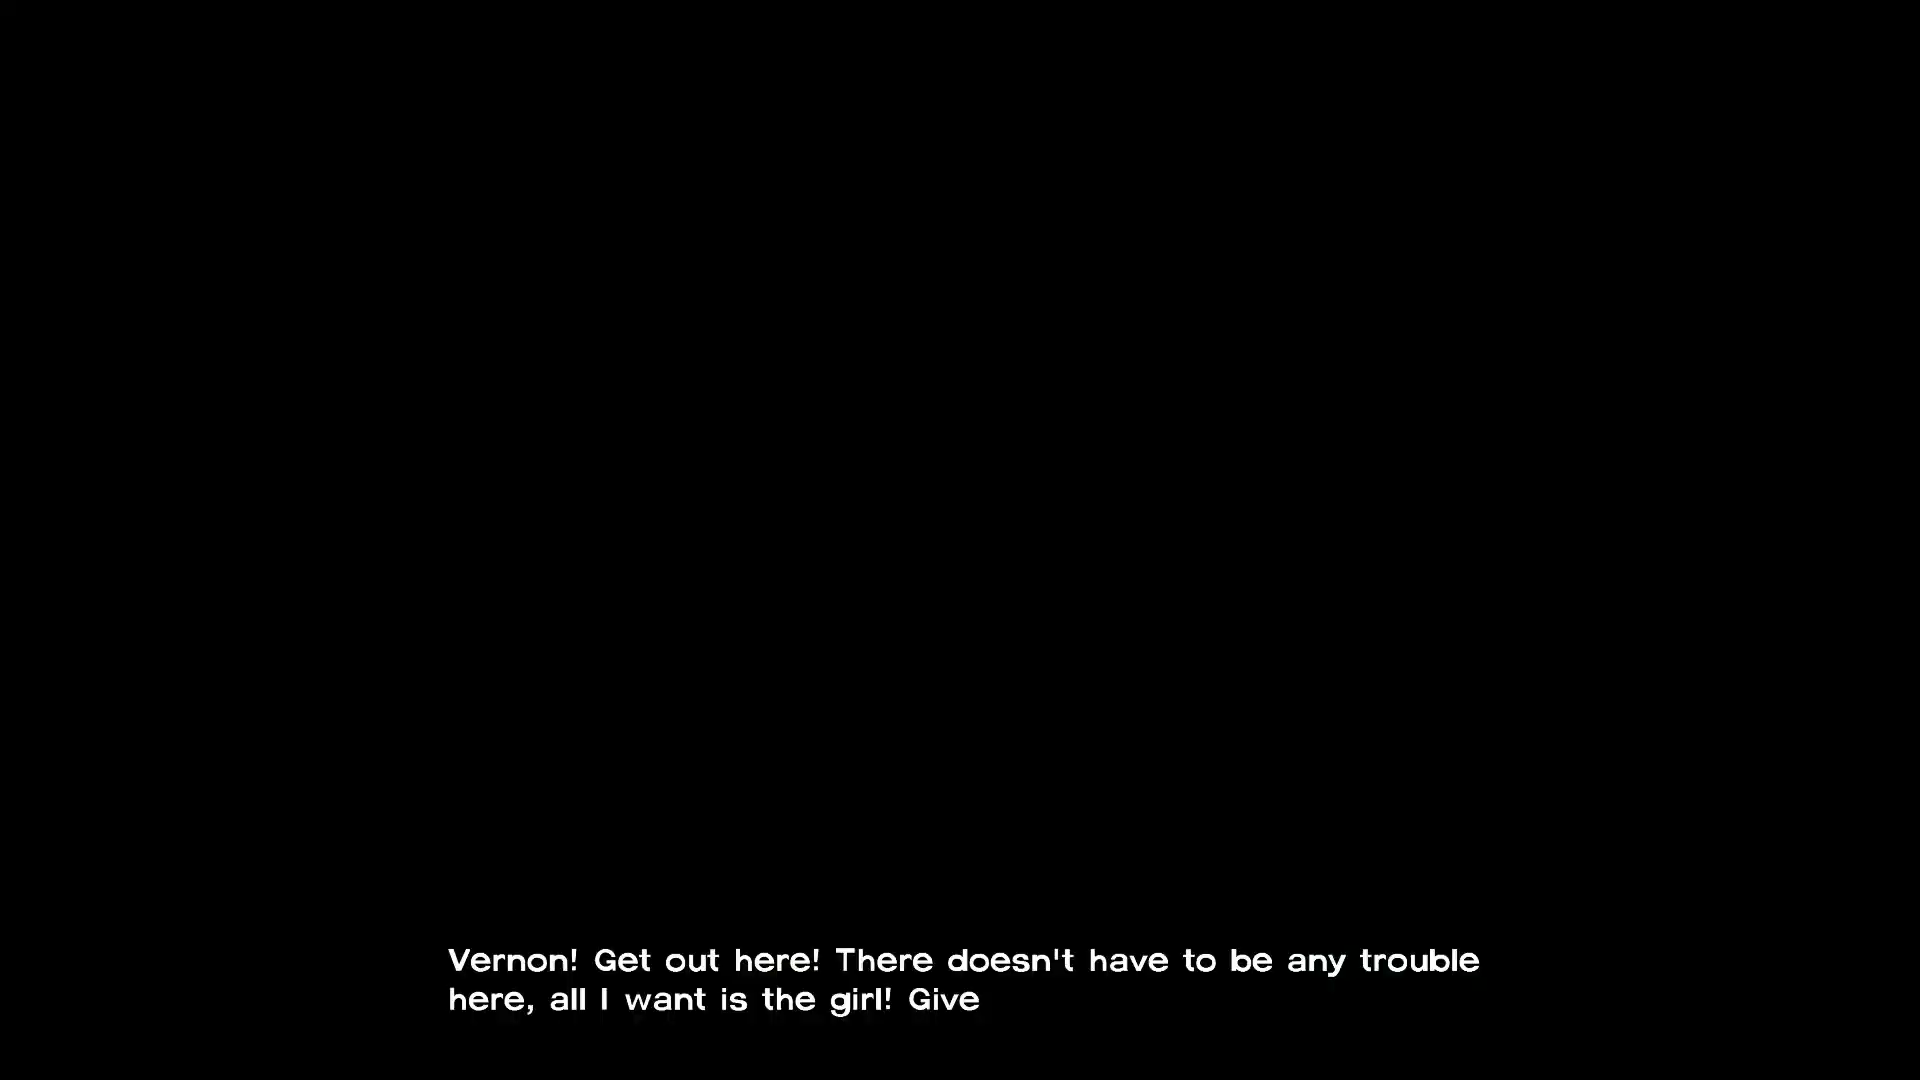 Vernon! Get out here! There doesn't have to be any trouble
here, all I want is the girl! Give